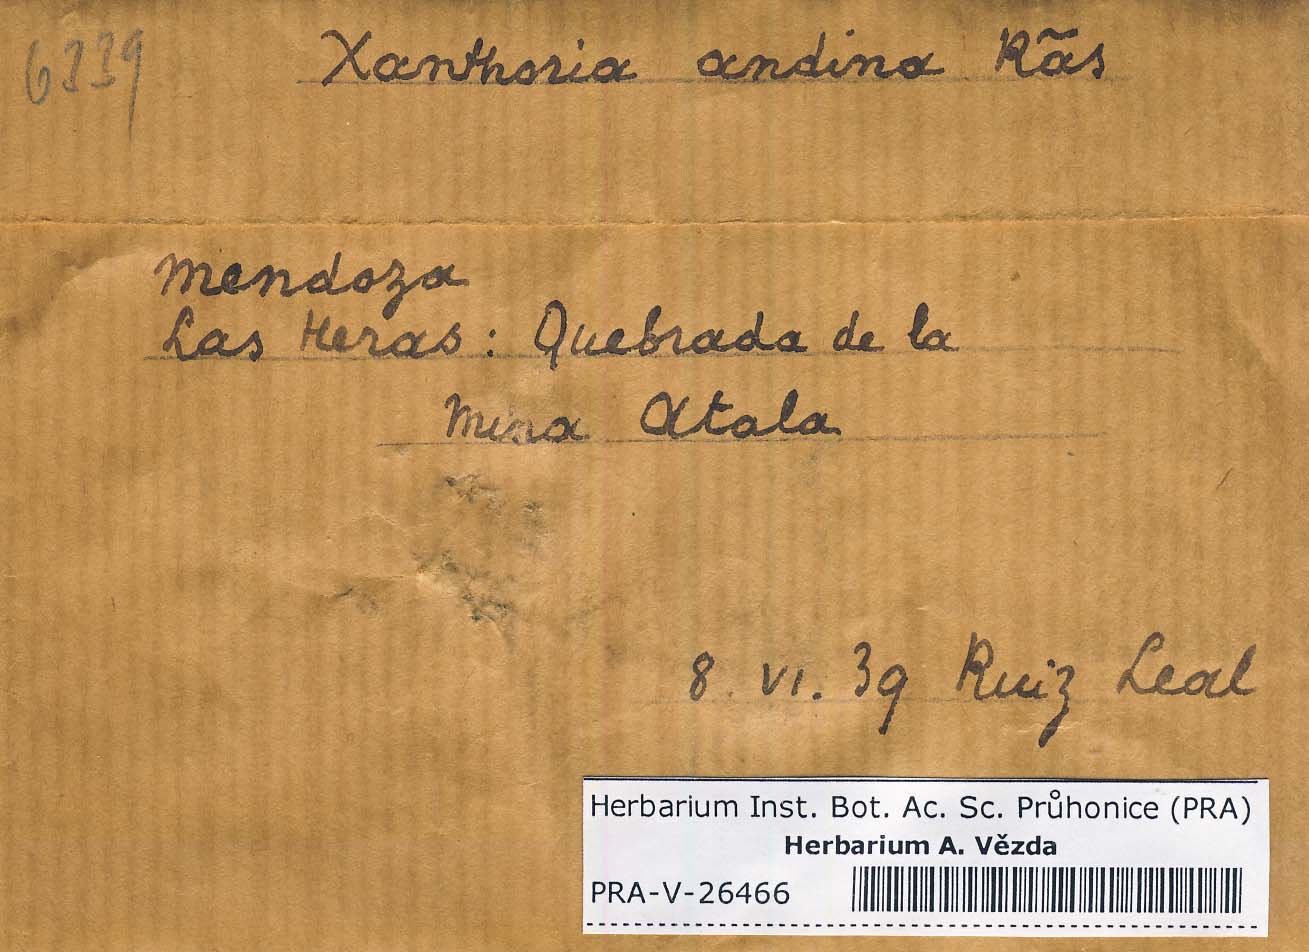 6339
Xanthoria andina Rãs
Mendoza
Las Heras: Quebrada de la
Mina Atala
8. VI. 39 Ruiz Leal
Herbarium Inst. Bot. Ac. Sc. Průhonice (PRA)
Herbarium A. Vězda
PRA-V-26466